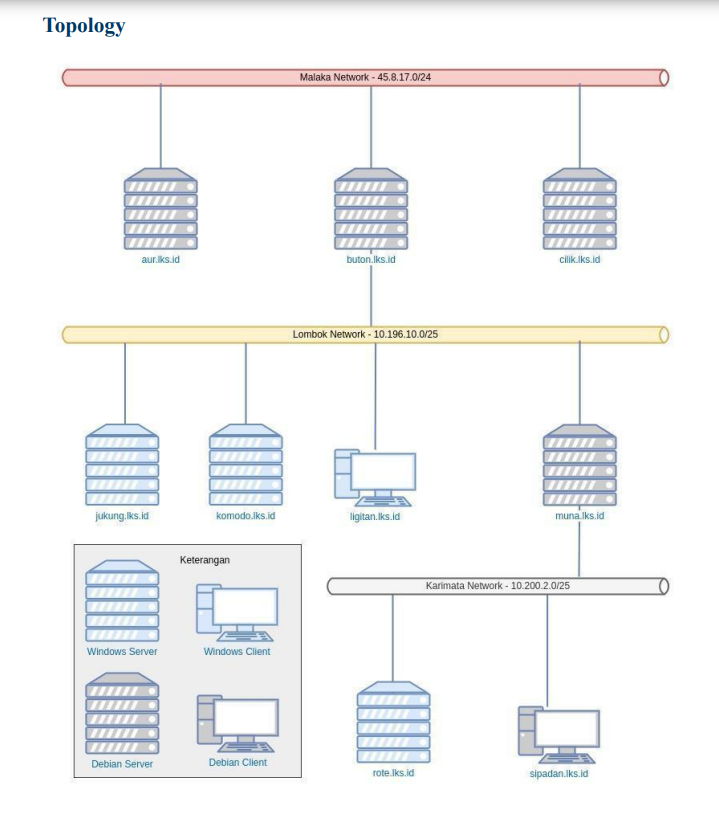 Topology
Malaka Network - 45.8.17.0/24
aur.lks.id
buton.lks.id
cilik.lks.id
Lombok Network - 10.196.10.0/25
jukung.lks.id
komodo.lks.id
ligitan.lks.id
muna.lks.id
Keterangan
Windows Server
Windows Client
Debian Server
Debian Client
Karimata Network - 10.200.2.0/25
rote.lks.id
sipadan.lks.id